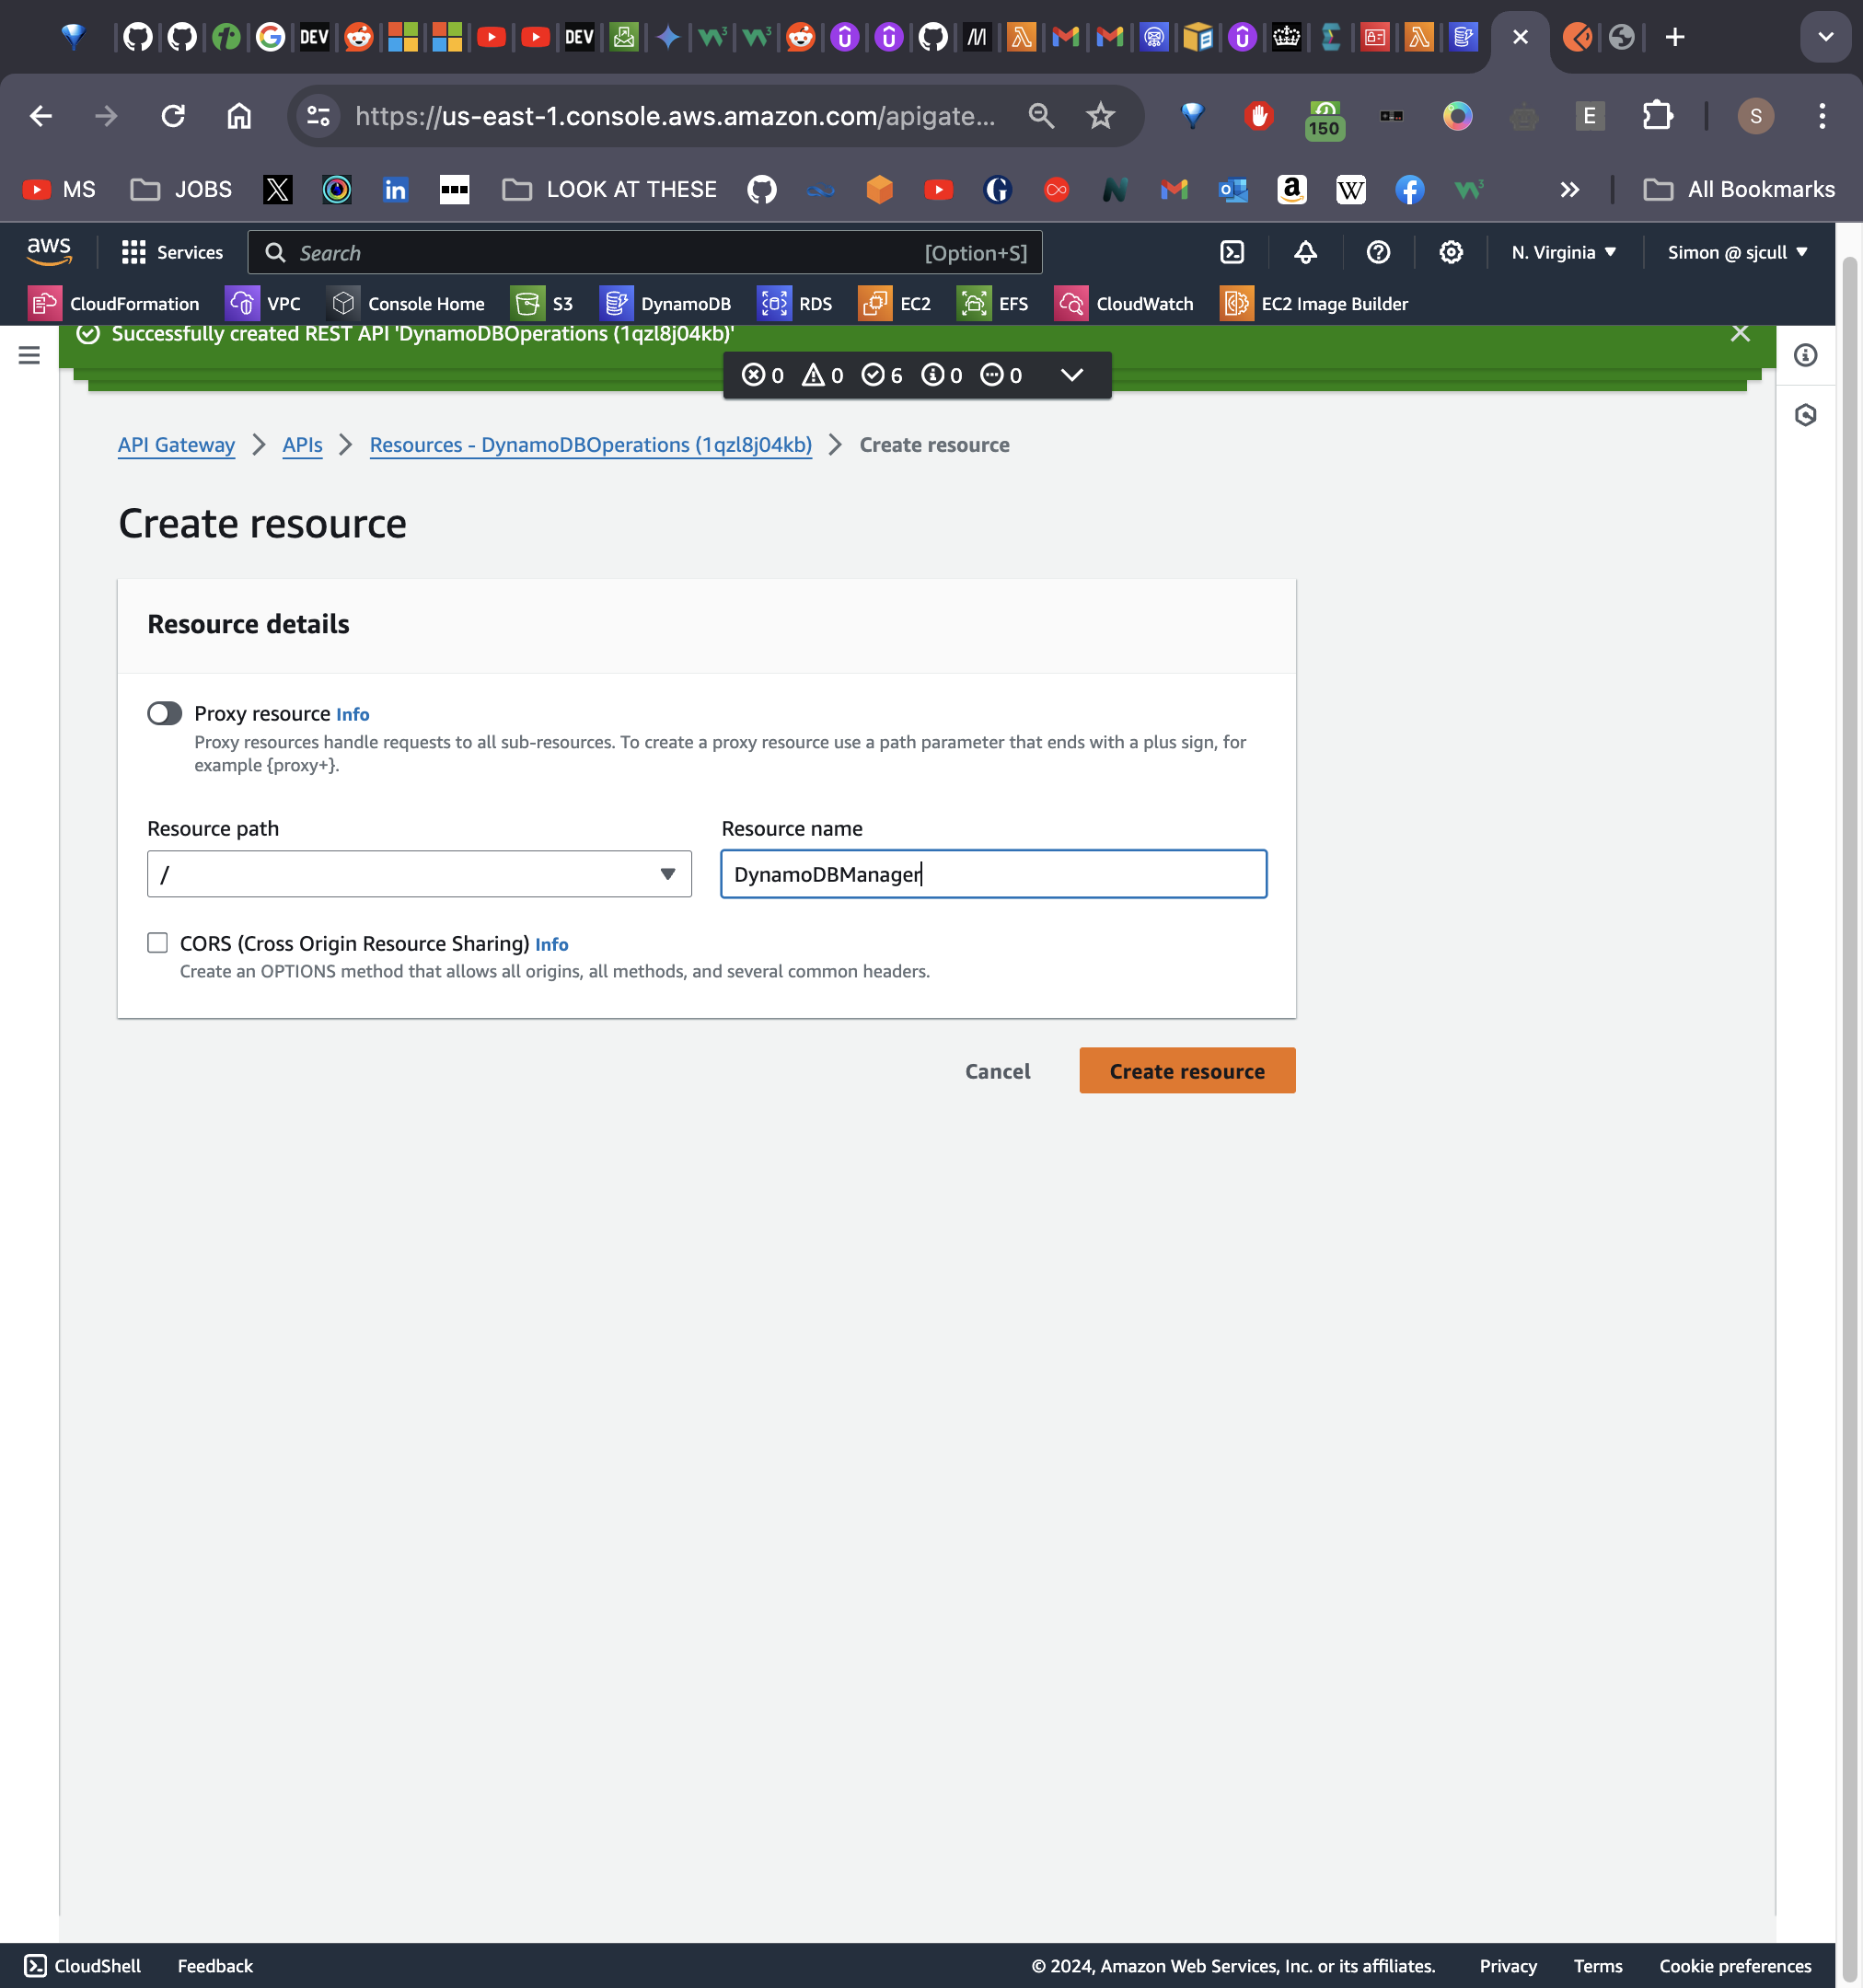 DEV
DEV
https://us-east-1.console.aws.amazon.com/apigate...
150
E
S
MS
JOBS
LOOK AT THESE
All Bookmarks
aws
Services
Search
[Option+S]
N. Virginia
Simon @ sjcull
CloudFormation
VPC
Console Home
S3
DynamoDB
RDS
EC2
EFS
CloudWatch
EC2 Image Builder
Successfully created REST API 'DynamoDBOperations (1qzl8j04kb)'
0 0 6 0 0
API Gateway > APIs > Resources - DynamoDBOperations (1qzl8j04kb) > Create resource
Create resource
Resource details
Proxy resource Info
Proxy resources handle requests to all sub-resources. To create a proxy resource use a path parameter that ends with a plus sign, for
example {proxy+}.
Resource path
Resource name
/
DynamoDBManager
CORS (Cross Origin Resource Sharing) Info
Create an OPTIONS method that allows all origins, all methods, and several common headers.
Cancel
Create resource
CloudShell
Feedback
© 2024, Amazon Web Services, Inc. or its affiliates.
Privacy
Terms
Cookie preferences